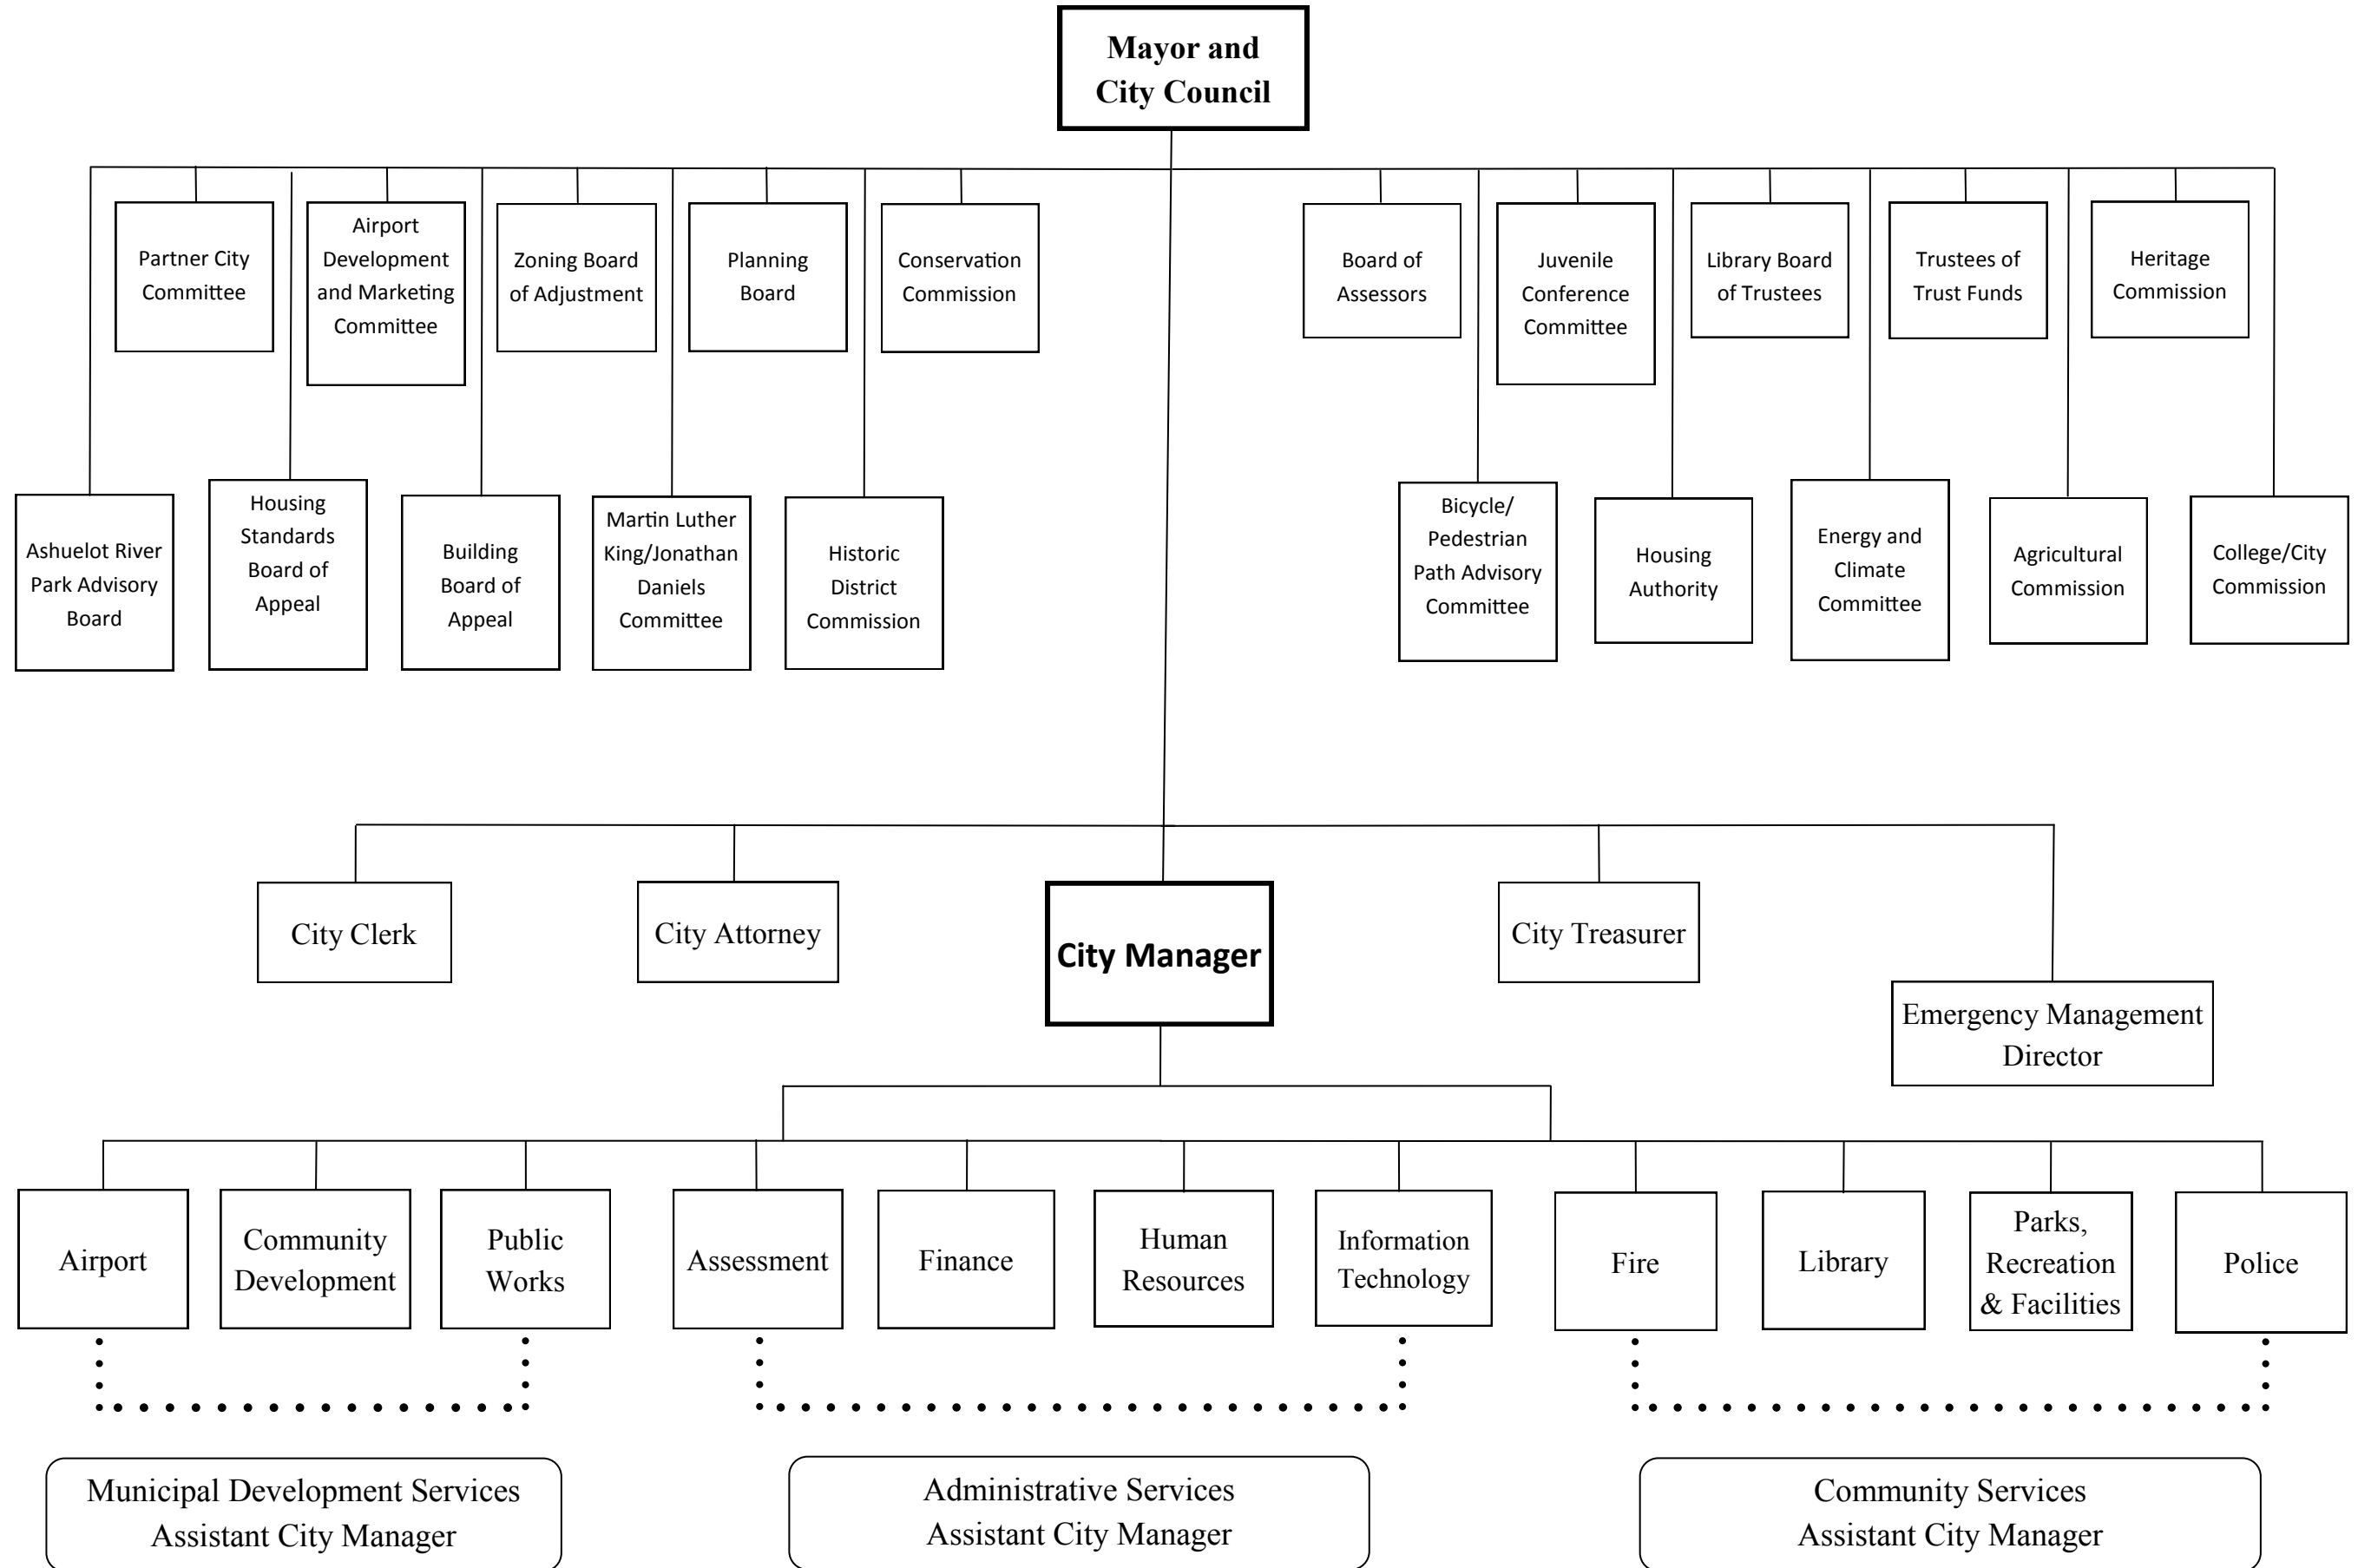 Mayor and
City Council
Partner City
Committee
Airport
Development
and Marketing
Committee
Zoning Board
of Adjustment
Planning
Board
Conservation
Commission
Board of
Assessors
Juvenile
Conference
Committee
Library Board
of Trustees
Trustees of
Trust Funds
Heritage
Commission
Ashuelot River
Park Advisory
Board
Housing
Standards
Board of
Appeal
Building
Board of
Appeal
Martin Luther
King/Jonathan
Daniels
Committee
Historic
District
Commission
Bicycle/
Pedestrian
Path Advisory
Committee
Housing
Authority
Energy and
Climate
Committee
Agricultural
Commission
College/City
Commission
City Clerk
City Attorney
City Manager
City Treasurer
Emergency Management
Director
Airport
Community
Development
Public
Works
Assessment
Finance
Human
Resources
Information
Technology
Fire
Library
Parks,
Recreation
& Facilities
Police
Municipal Development Services
Assistant City Manager
Administrative Services
Assistant City Manager
Community Services
Assistant City Manager